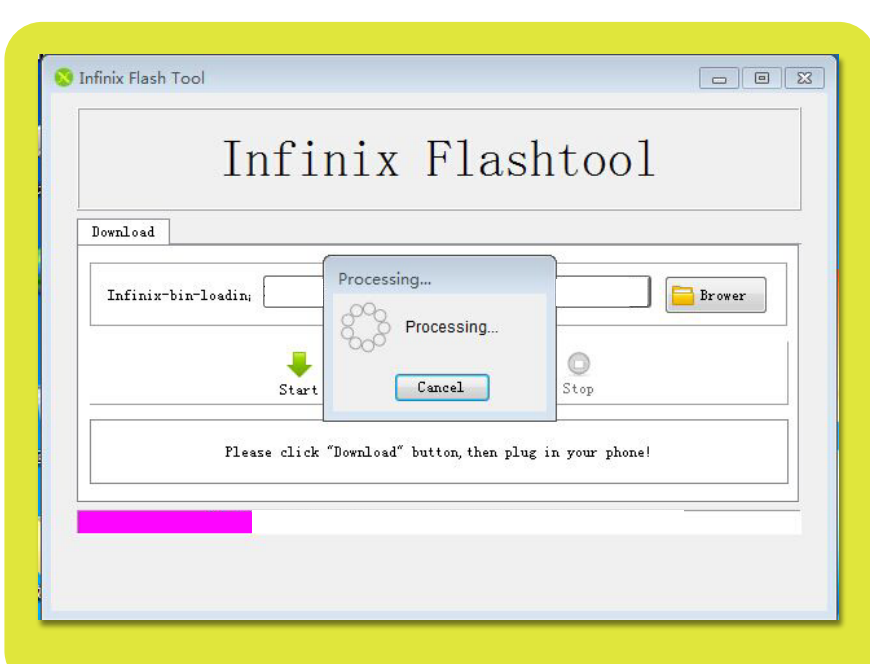 Infinix Flash Tool
Infinix Flashtool
Download
Processing...
Infinix-bin-loadin;
Brower
Processing...
Start
Cancel
Stop
Please click "Download" button, then plug in your phone!